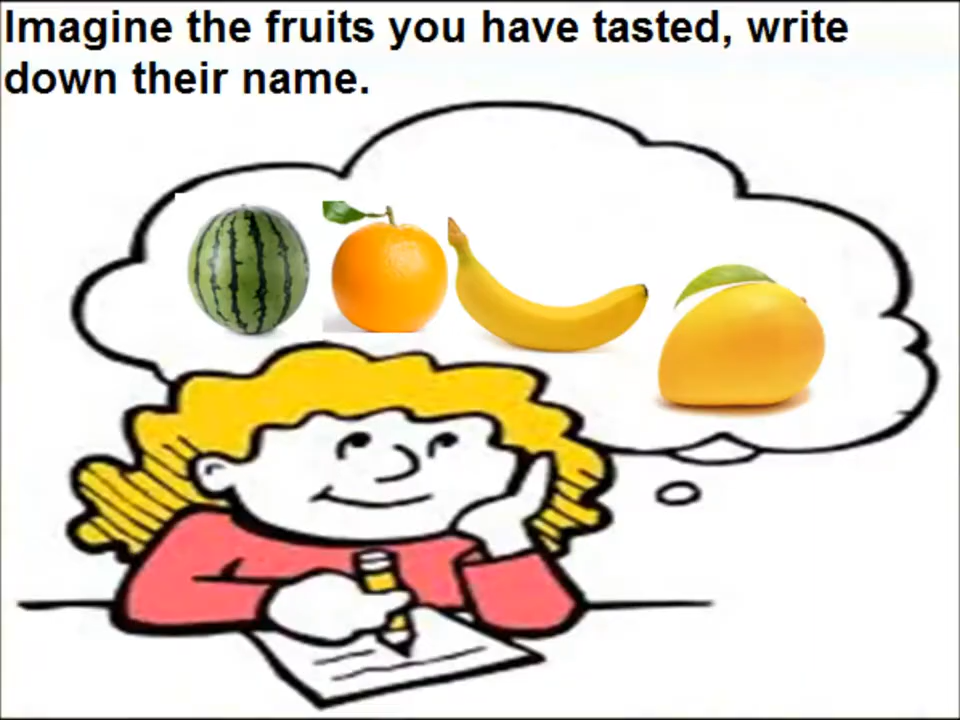 Imagine the fruits you have tasted, write
down their name.